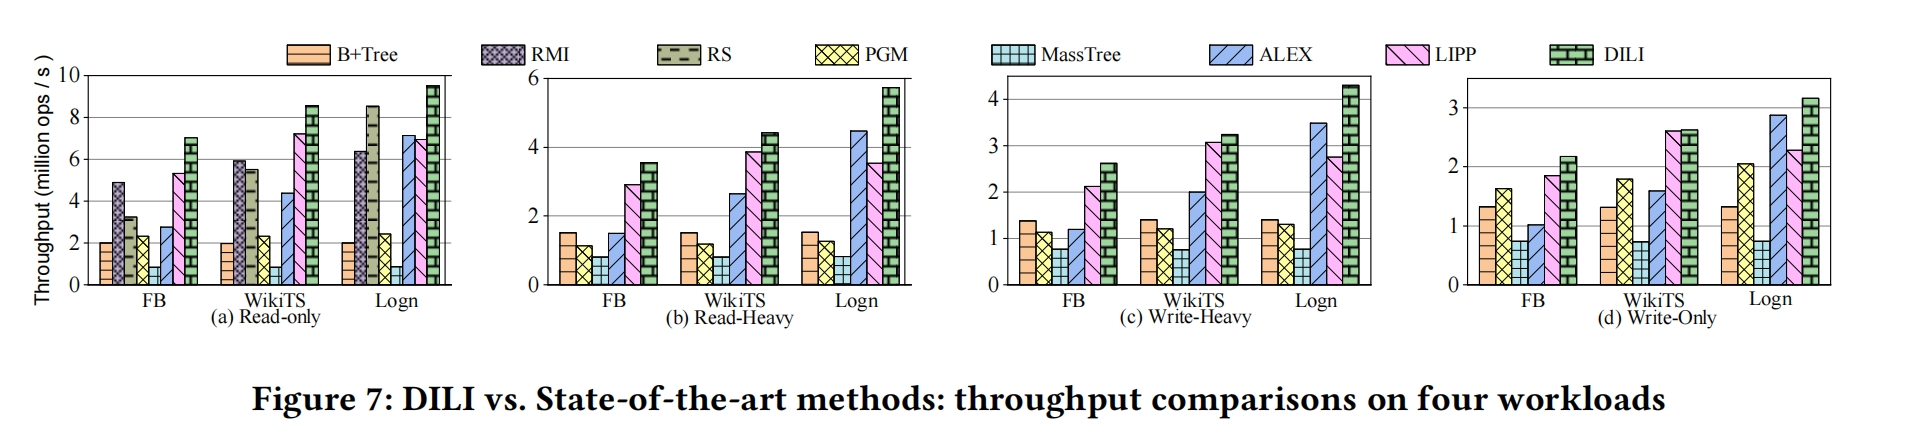 B+Tree RMI RS PGM MassTree ALEX LIPP DILI
Throughput (million ops / s )
10
8
6
4
2
0
FB WikiTS Logn
(a) Read-only
6
4
2
0
FB WikiTS Logn
(b) Read-Heavy
4
3
2
1
0
FB WikiTS Logn
(c) Write-Heavy
3
2
1
0
FB WikiTS Logn
(d) Write-Only
Figure 7: DILI vs. State-of-the-art methods: throughput comparisons on four workloads